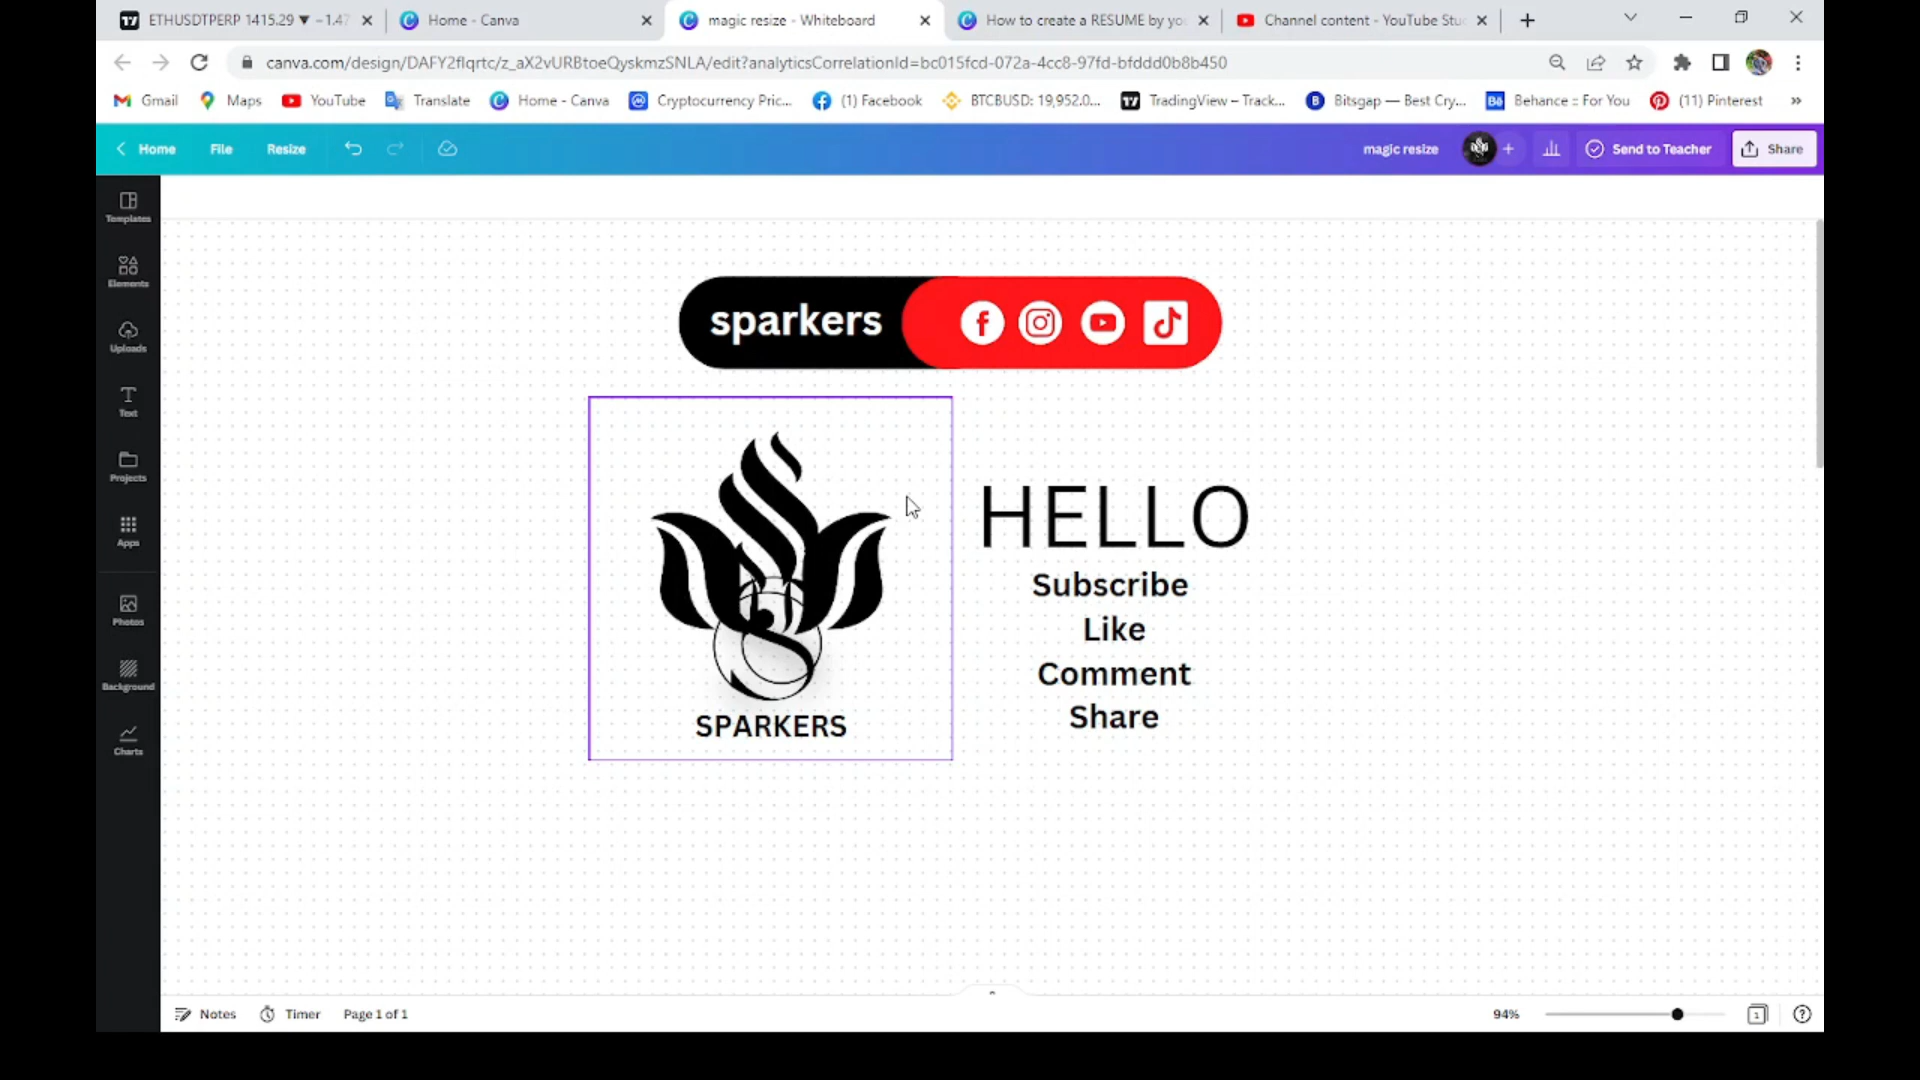 ETHUSDTPERP 1415.29 ▼ −1.47
Home - Canva
magic resize - Whiteboard
How to create a RESUME by yo
Channel content - YouTube Stu
canva.com/design/DAFY2flqrtc/z_aX2vURBtoeQyskmzSNLA/edit?analyticsCorrelationId=bc015fcd-072a-4cc8-97fd-bfddd0b8b450
Gmail Maps YouTube Translate Home - Canva Cryptocurrency Pric... (1) Facebook BTCBUSD: 19,952.0... TradingView – Track... Bitsgap — Best Cry... Behance :: For You (11) Pinterest »
Home File Resize magic resize Send to Teacher Share
Templates
Elements
Uploads
Text
Projects
Apps
Photos
Background
Charts
sparkers
SPARKERS
HELLO
Subscribe
Like
Comment
Share
Notes Timer Page 1 of 1 94% 1